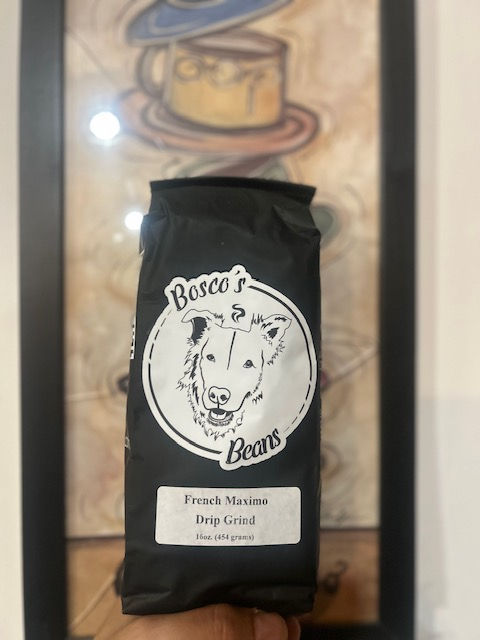 Bosco's
Beans
French Maximo
Drip Grind
16oz. (454 grams)